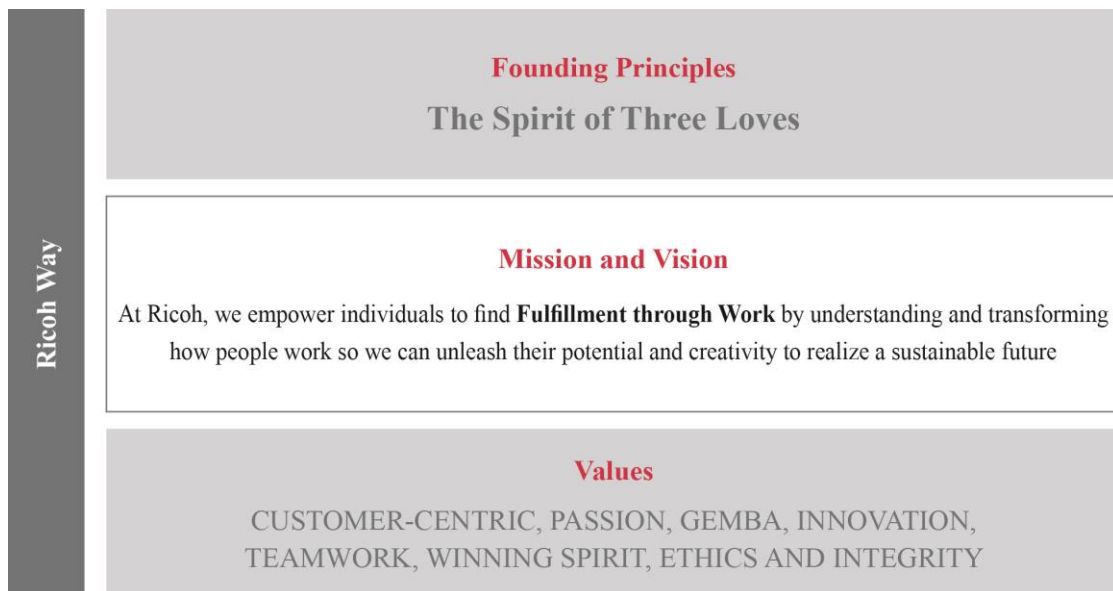 Ricoh Way
Founding Principles
The Spirit of Three Loves
Mission and Vision
At Ricoh, we empower individuals to find Fulfillment through Work by understanding and transforming
how people work so we can unleash their potential and creativity to realize a sustainable future
Values
CUSTOMER-CENTRIC, PASSION, GEMBA, INNOVATION,
TEAMWORK, WINNING SPIRIT, ETHICS AND INTEGRITY